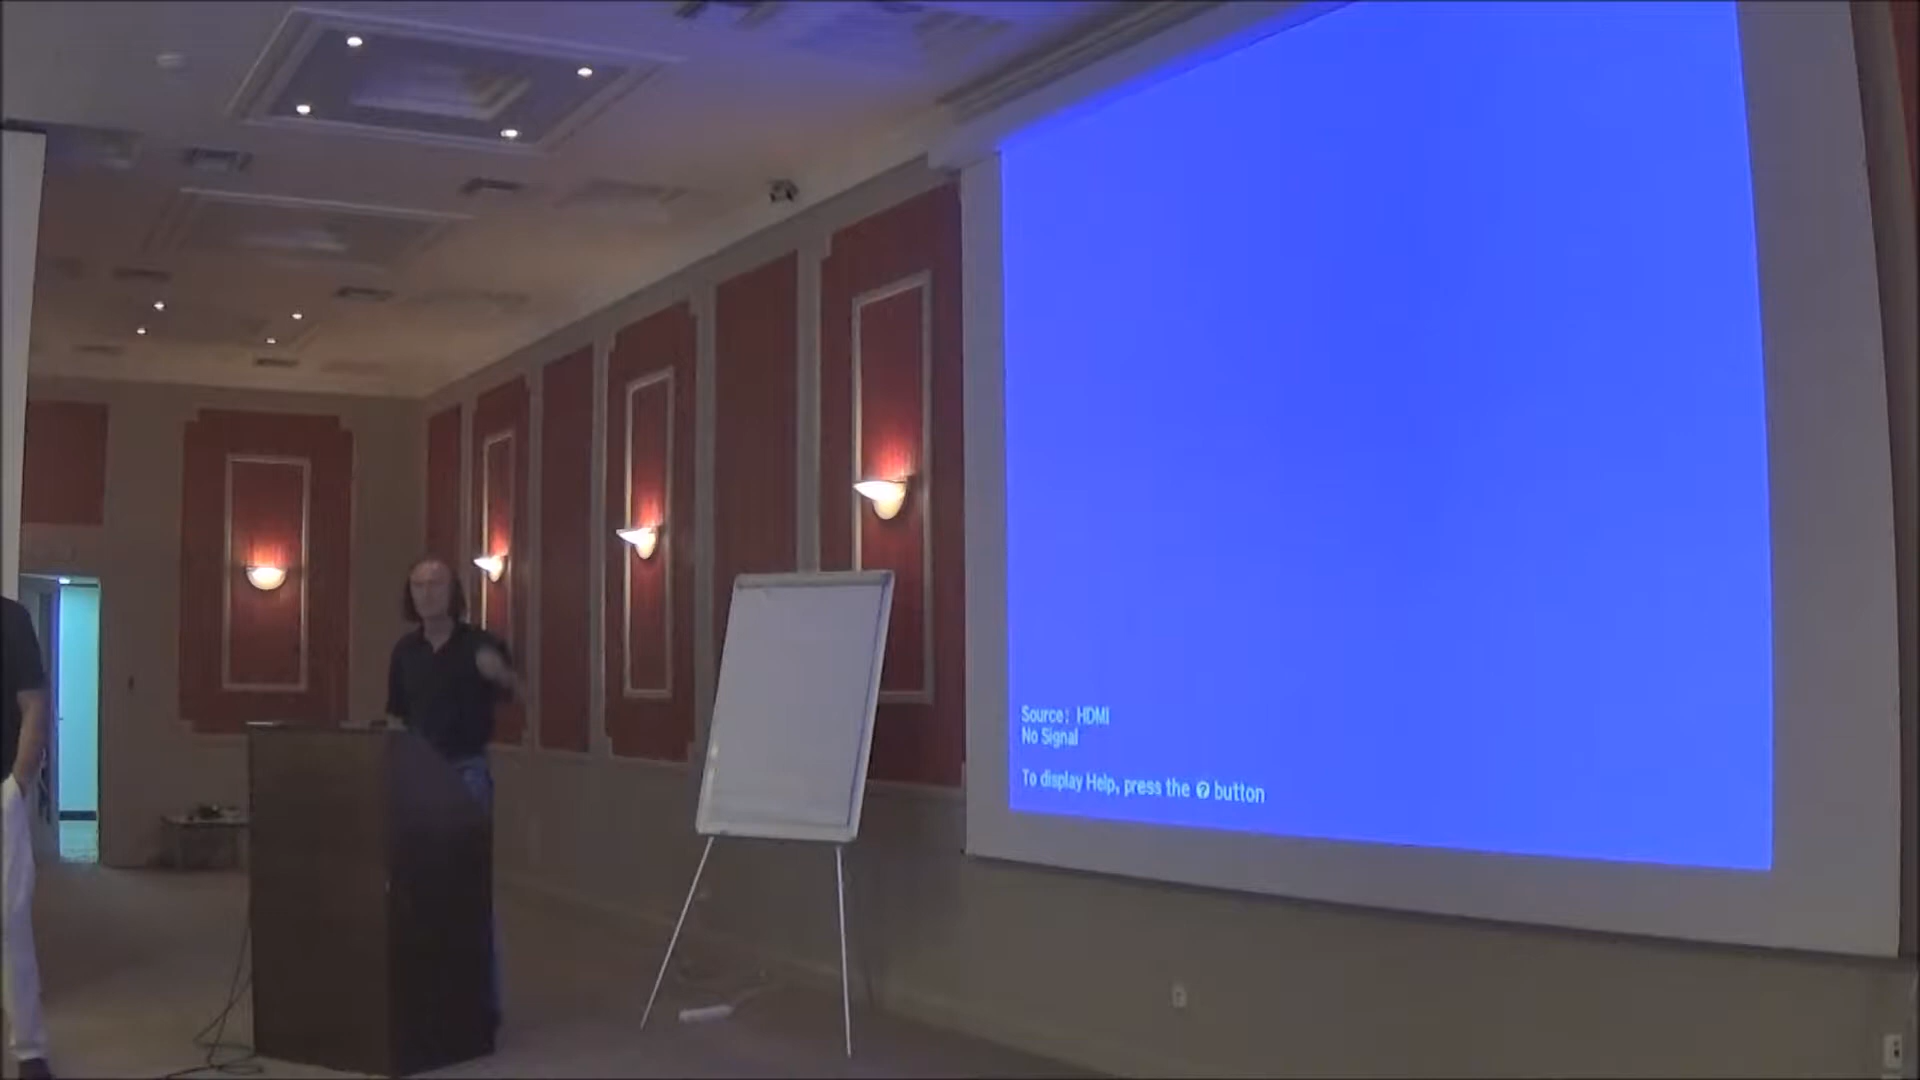 Source: HDMI
No Signal
To display Help, press the ? button